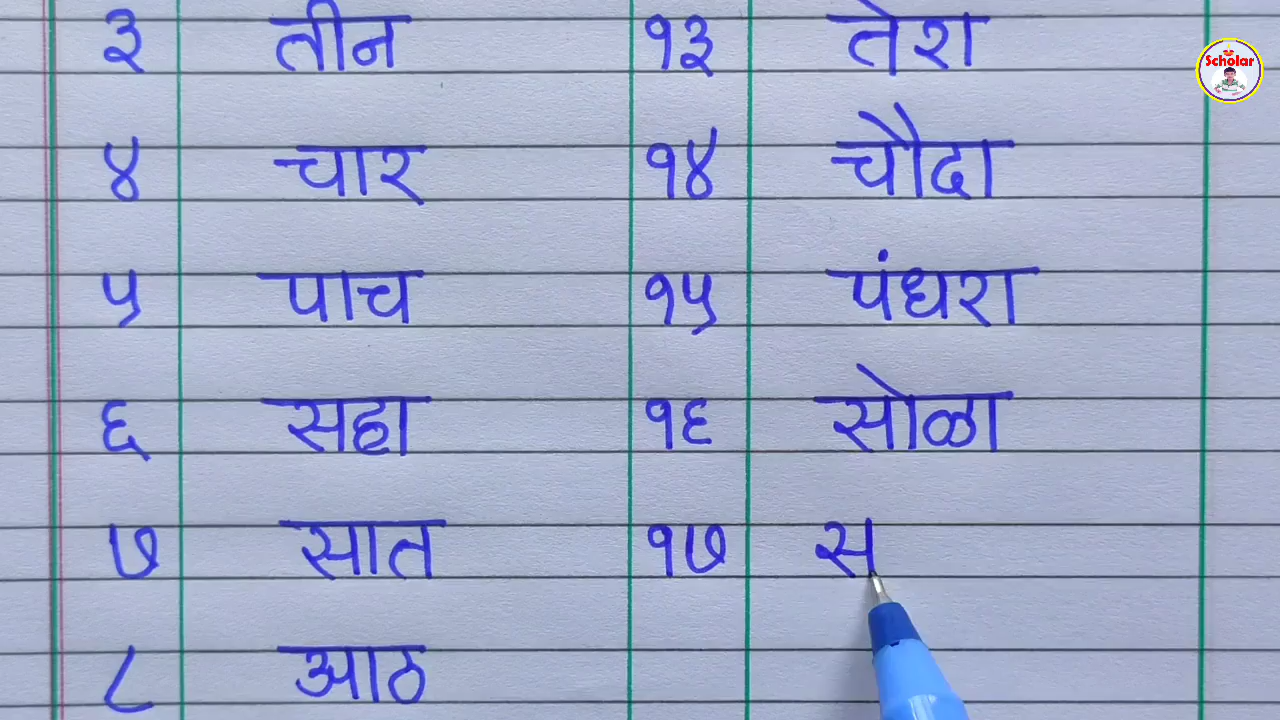 Scholar
३ तीन १३ तेरा
४ चार १४ चौदा
५ पाच १५ पंधरा
६ सहा १६ सोळा
७ सात १७ स
८ आठ